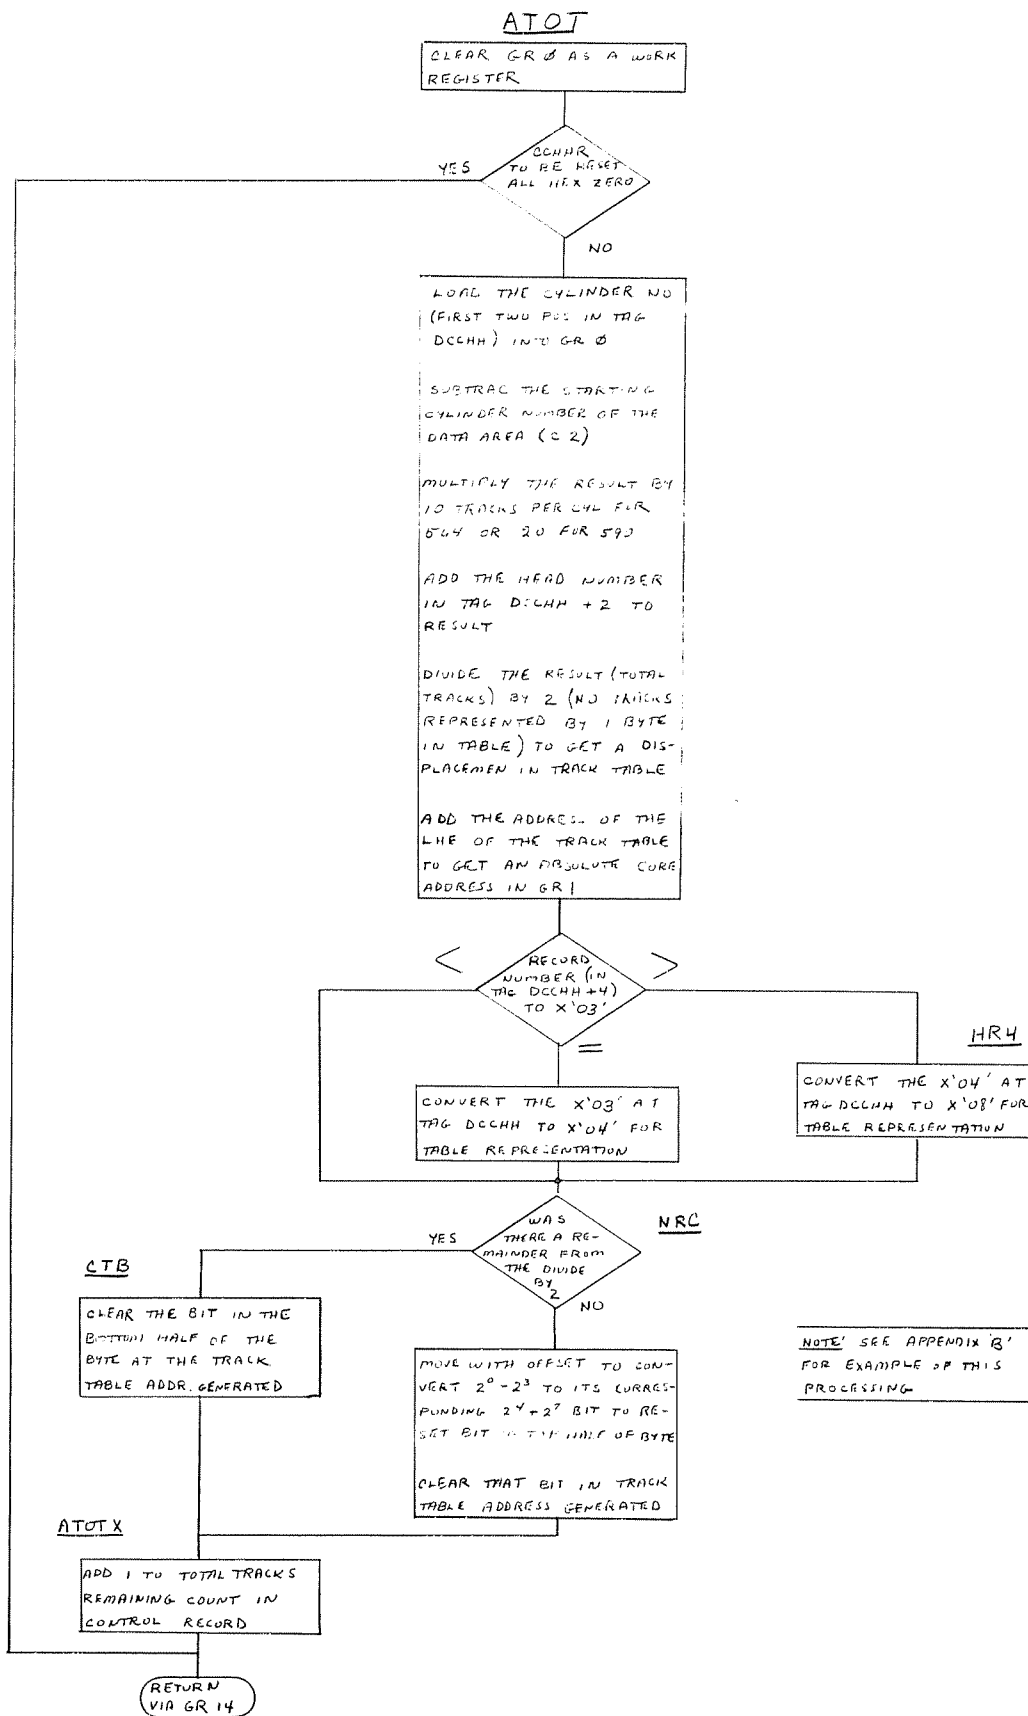 ATOT
CLEAR GR Ø AS A WORK
REGISTER
CCHHR
TO BE RESET
ALL HEX ZERO
YES
NO
LOAD THE CYLINDER NO
(FIRST TWO POS IN TAG
DCCHH) INTO GR Ø
SUBTRAC THE STARTING
CYLINDER NUMBER OF THE
DATA AREA (C2)
MULTIPLY THE RESULT BY
10 TRACKS PER CYL FOR
564 OR 20 FOR 590
ADD THE HEAD NUMBER
IN TAG DCCHH +2 TO
RESULT
DIVIDE THE RESULT (TOTAL
TRACKS) BY 2 (NO TRACKS
REPRESENTED BY 1 BYTE
IN TABLE) TO GET A DIS-
PLACEMEN IN TRACK TABLE
ADD THE ADDRESS OF THE
LHE OF THE TRACK TABLE
TO GET AN ABSOLUTE CORE
ADDRESS IN GR 1
<
RECORD
NUMBER (IN
TAG DCCHH +4)
TO X'03'
>
=
HR4
CONVERT THE X'03' AT
TAG DCCHH TO X'04' FOR
TABLE REPRESENTATION
CONVERT THE X'04' AT
TAG DCCHH TO X'08' FOR
TABLE REPRESENTATION
NRC
WAS
THERE A RE-
MAINDER FROM
THE DIVIDE
BY
2
YES
NO
CTB
CLEAR THE BIT IN THE
BOTTOM HALF OF THE
BYTE AT THE TRACK
TABLE ADDR. GENERATED
MOVE WITH OFFSET TO CON-
VERT 2⁰-2³ TO ITS CORRES-
PONDING 2⁴-2⁷ BIT TO RE-
SET BIT IN TOP HALF OF BYTE
CLEAR THAT BIT IN TRACK
TABLE ADDRESS GENERATED
NOTE' SEE APPENDIX 'B'
FOR EXAMPLE OF THIS
PROCESSING
ATOTX
ADD 1 TO TOTAL TRACKS
REMAINING COUNT IN
CONTROL RECORD
RETURN
VIA GR 14